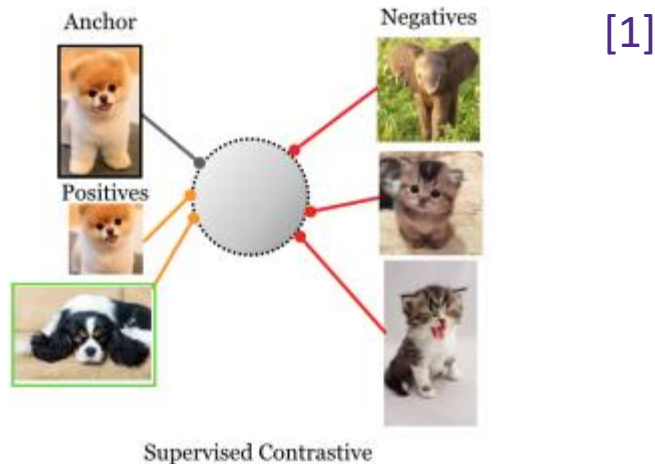 Anchor
Negatives
[1]
Positives
Supervised Contrastive